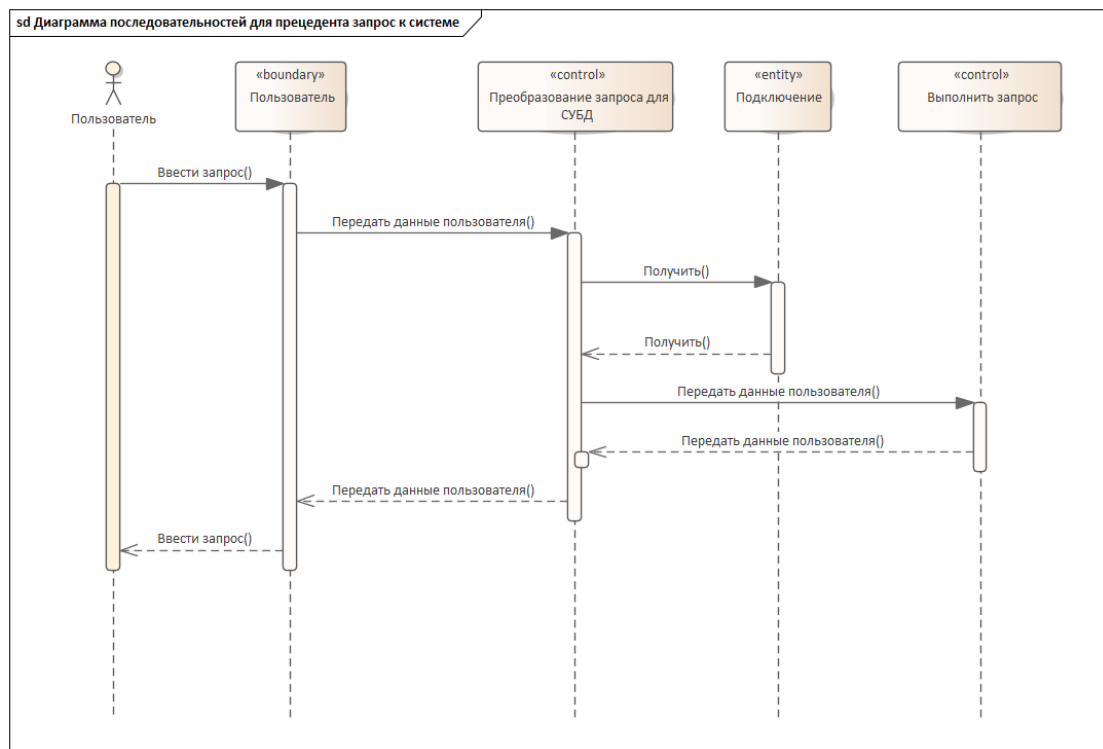 sd Диаграмма последовательностей для прецедента запрос к системе
Пользователь
«boundary»
Пользователь
«control»
Преобразование запроса для
СУБД
«entity»
Подключение
«control»
Выполнить запрос
Ввести запрос()
Передать данные пользователя()
Получить()
Получить()
Передать данные пользователя()
Передать данные пользователя()
Передать данные пользователя()
Ввести запрос()